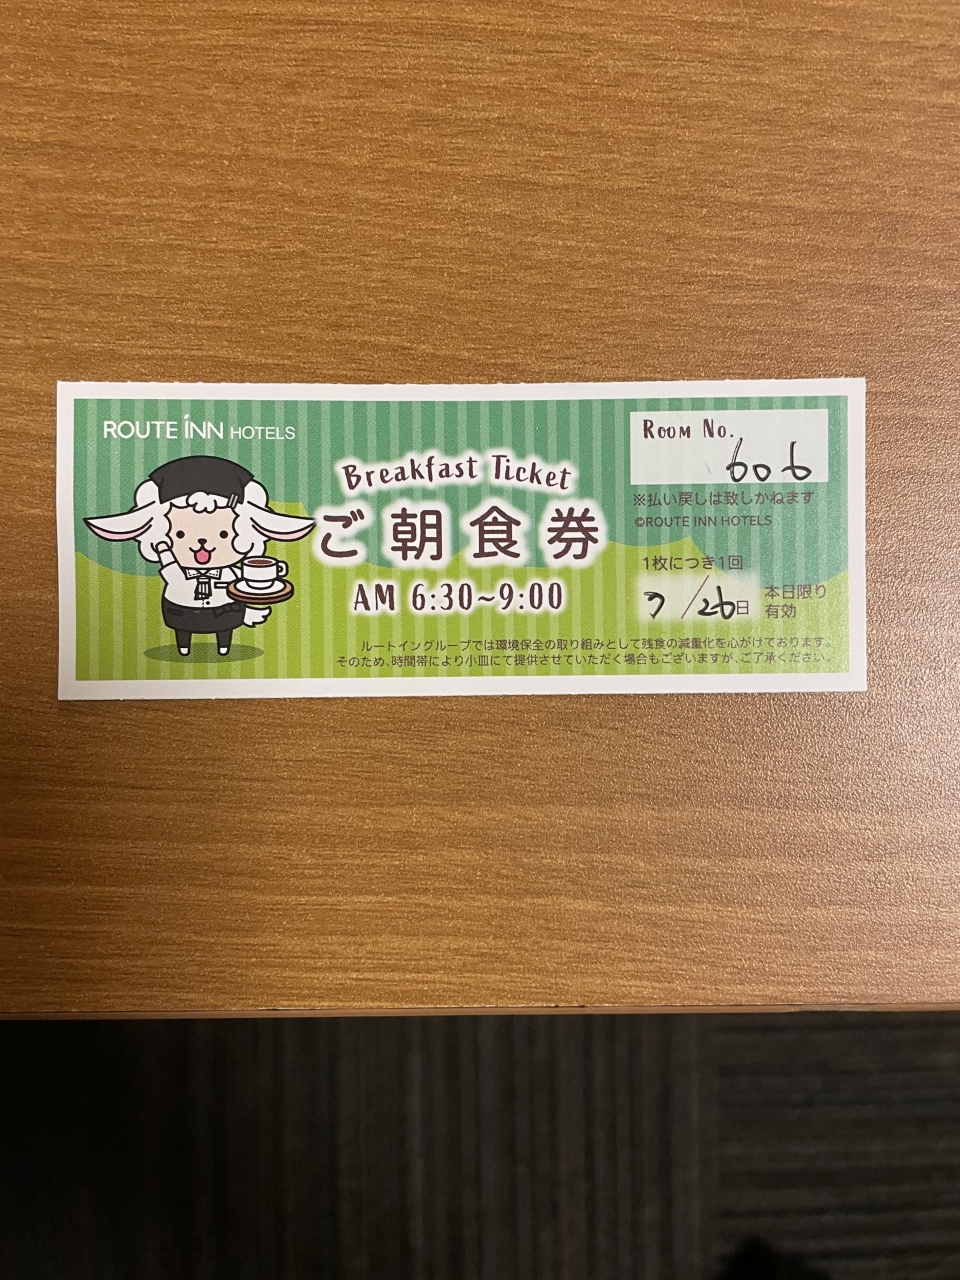 ROUTE INN HOTELS
Breakfast Ticket
ご朝食券
AM 6:30~9:00
ROOM No.
606
※払い戻しは致しかねます
©ROUTE INN HOTELS
1枚につき1回
7/26日 本日限り有効
ルートイングループでは環境保全の取り組みとして残食の減量化を心がけております。
そのため、時間帯により小皿にて提供させていただく場合もございますが、ご了承ください。